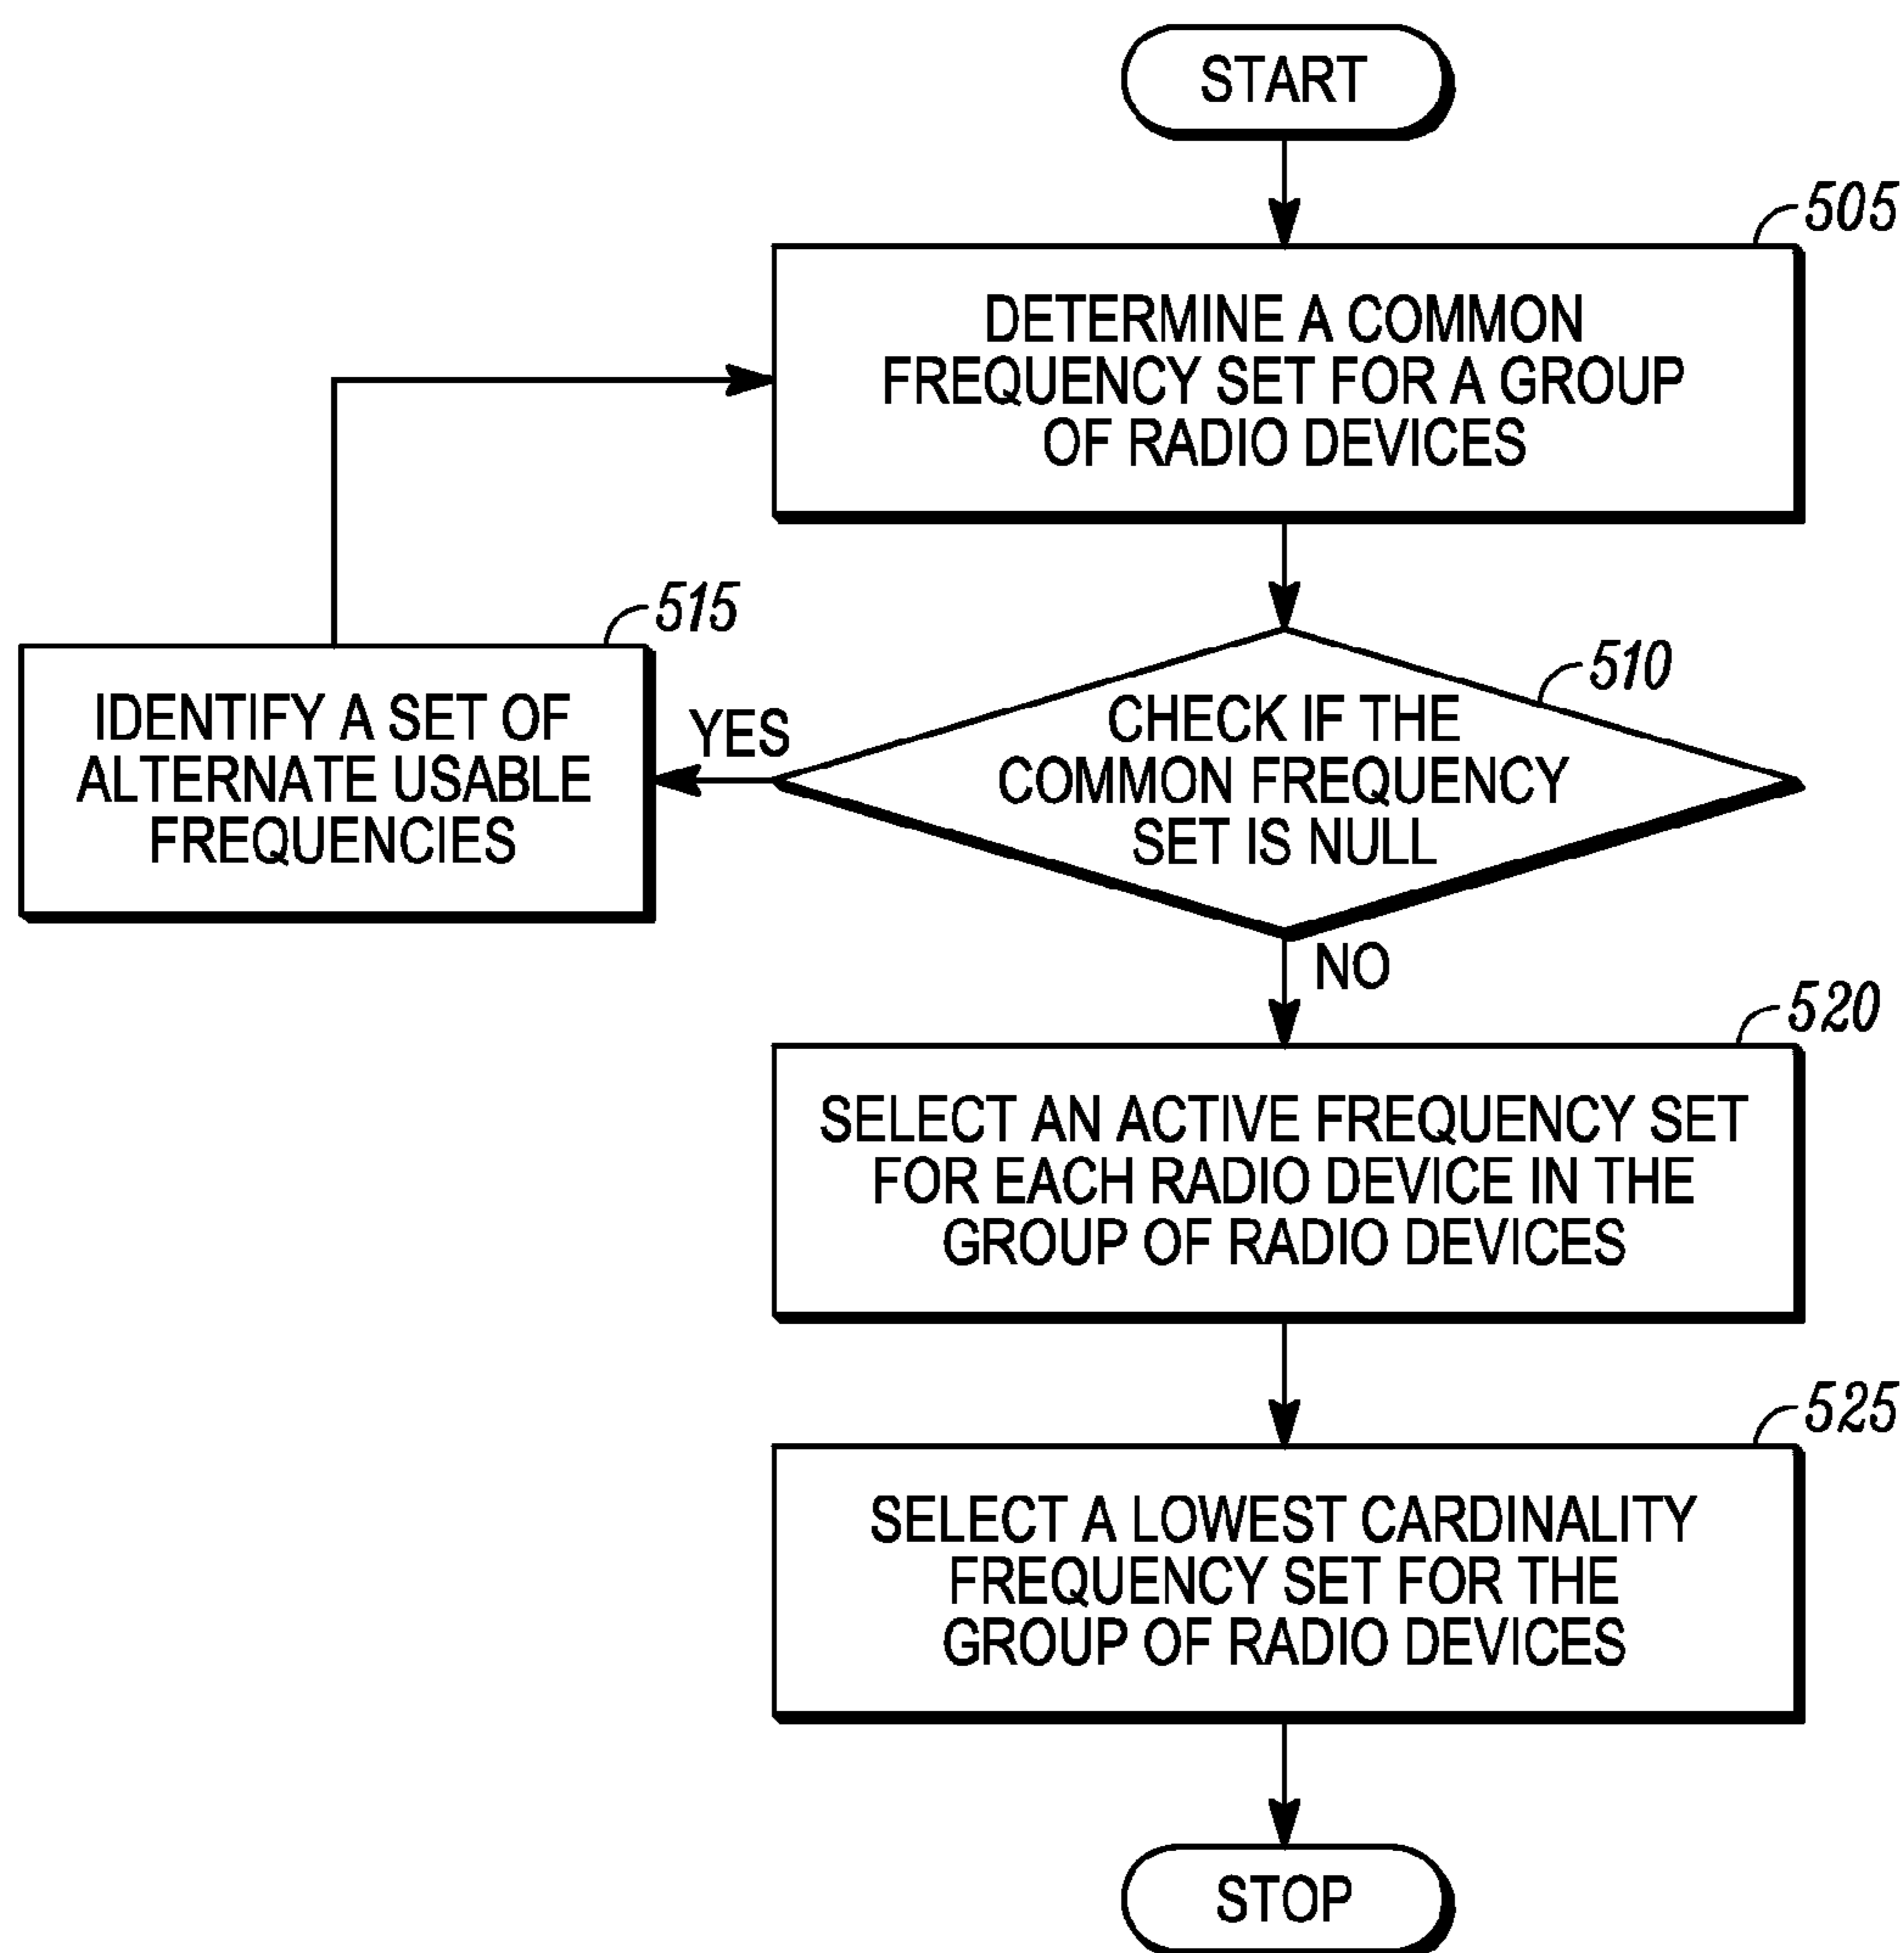 START
505
DETERMINE A COMMON
FREQUENCY SET FOR A GROUP
OF RADIO DEVICES
515
IDENTIFY A SET OF
ALTERNATE USABLE
FREQUENCIES
YES
510
CHECK IF THE
COMMON FREQUENCY
SET IS NULL
NO
520
SELECT AN ACTIVE FREQUENCY SET
FOR EACH RADIO DEVICE IN THE
GROUP OF RADIO DEVICES
525
SELECT A LOWEST CARDINALITY
FREQUENCY SET FOR THE
GROUP OF RADIO DEVICES
STOP